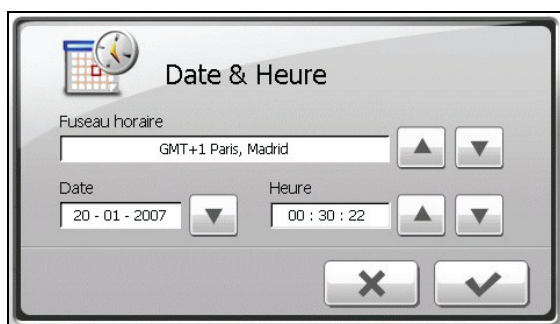 Date & Heure
Fuseau horaire
GMT+1 Paris, Madrid
Date Heure
20 - 01 - 2007 00 : 30 : 22